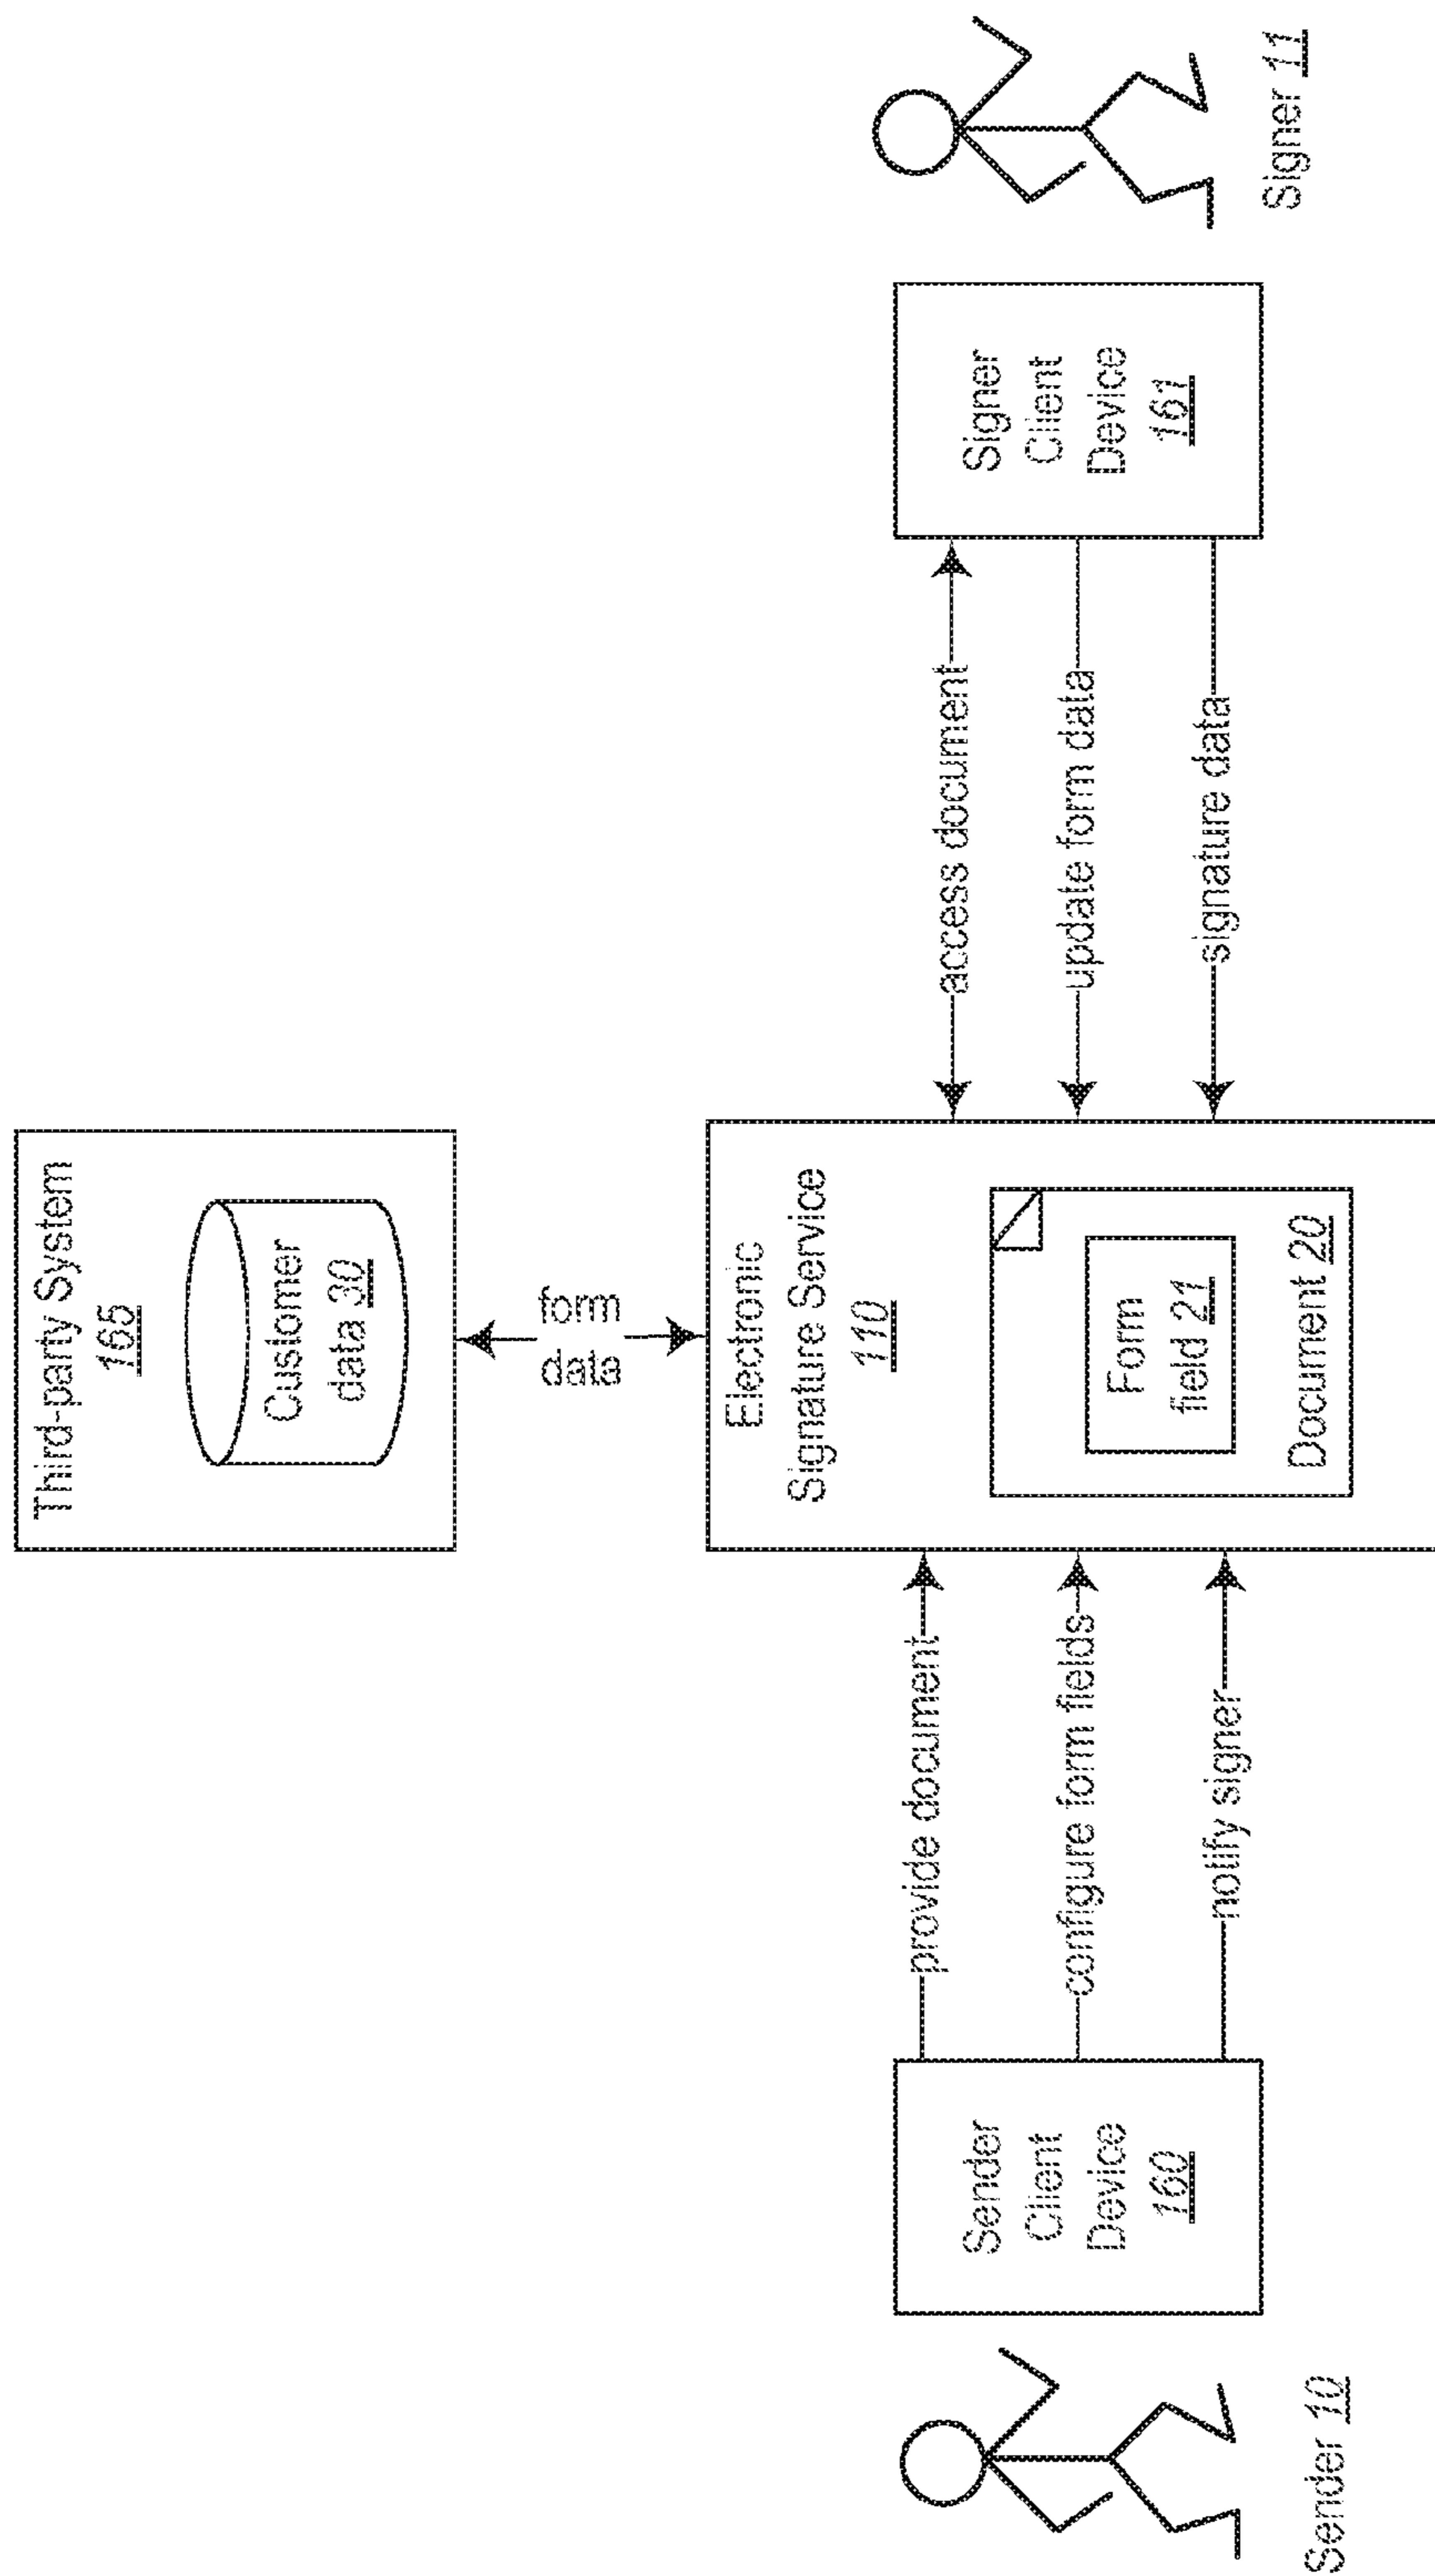 Third-party System
165
Customer
data 30
form
data
Electronic
Signature Service
110
Form
field 21
Document 20
Sender 10
Sender
Client
Device
160
provide document
configure form fields
notify signer
access document
update form data
signature data
Signer
Client
Device
161
Signer 11